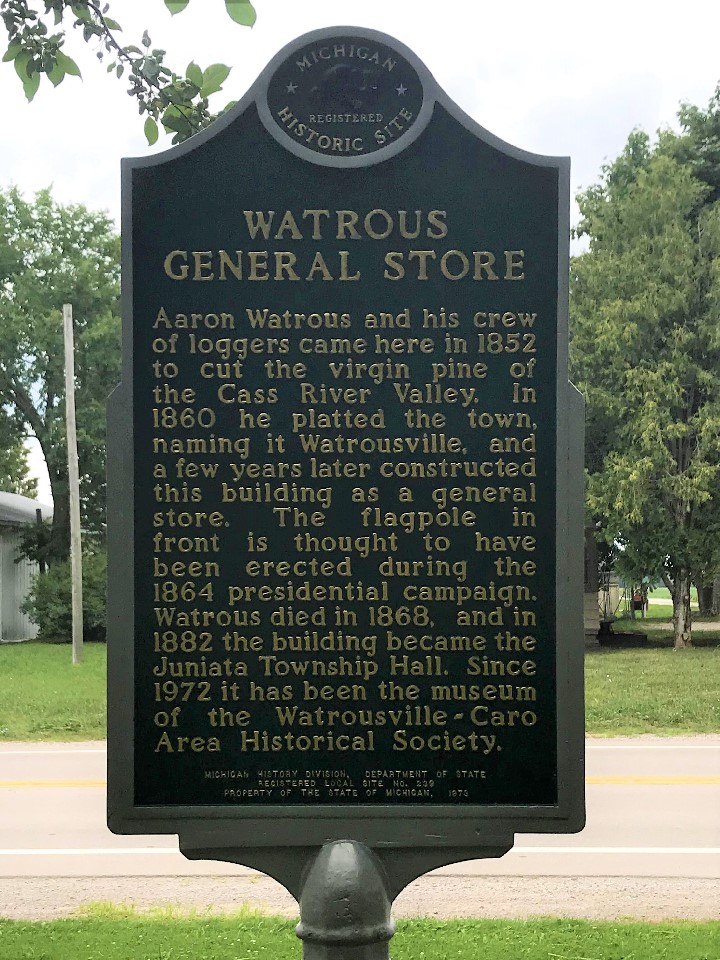 MICHIGAN
REGISTERED
HISTORIC SITE
WATROUS
GENERAL STORE
Aaron Watrous and his crew
of loggers came here in 1852
to cut the virgin pine of
the Cass River Valley. In
1860 he platted the town,
naming it Watrousville, and
a few years later constructed
this building as a general
store. The flagpole in
front is thought to have
been erected during the
1864 presidential campaign.
Watrous died in 1868, and in
1882 the building became the
Juniata Township Hall. Since
1972 it has been the museum
of the Watrousville-Caro
Area Historical Society.
MICHIGAN HISTORY DIVISION, DEPARTMENT OF STATE
REGISTERED LOCAL SITE NO. 239
PROPERTY OF THE STATE OF MICHIGAN, 1973